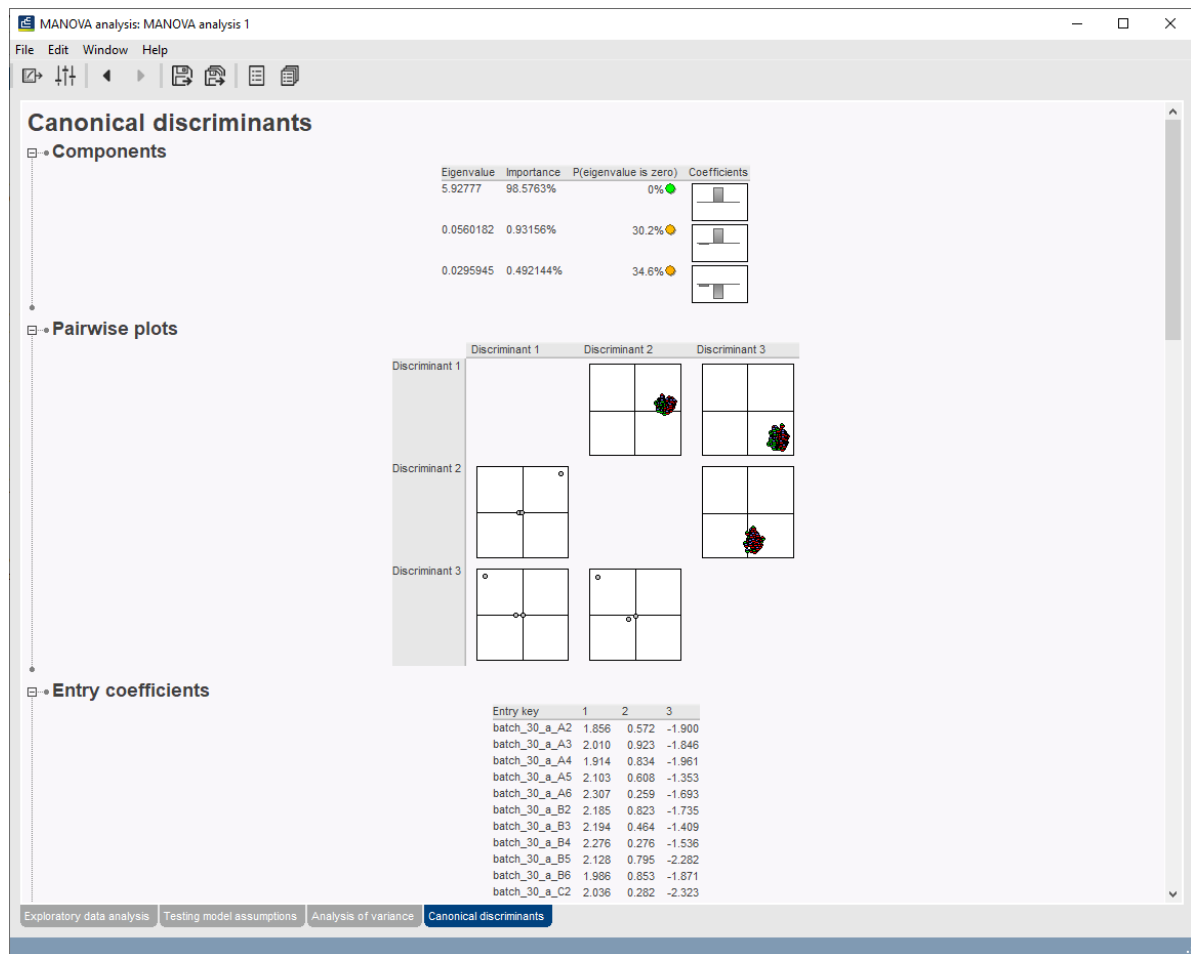 MANOVA analysis: MANOVA analysis 1
File Edit Window Help
Canonical discriminants
Components
Eigenvalue Importance P(eigenvalue is zero) Coefficients
5.92777 98.5763% 0%
0.0560182 0.93156% 30.2%
0.0295945 0.492144% 34.6%
Pairwise plots
Discriminant 1 Discriminant 2 Discriminant 3
Discriminant 1
Discriminant 2
Discriminant 3
Entry coefficients
Entry key 1 2 3
batch_30_a_A2 1.856 0.572 -1.900
batch_30_a_A3 2.010 0.923 -1.846
batch_30_a_A4 1.914 0.834 -1.961
batch_30_a_A5 2.103 0.608 -1.353
batch_30_a_A6 2.307 0.259 -1.693
batch_30_a_B2 2.185 0.823 -1.735
batch_30_a_B3 2.194 0.464 -1.409
batch_30_a_B4 2.276 0.276 -1.536
batch_30_a_B5 2.128 0.795 -2.282
batch_30_a_B6 1.986 0.853 -1.871
batch_30_a_C2 2.036 0.282 -2.323
Exploratory data analysis Testing model assumptions Analysis of variance Canonical discriminants